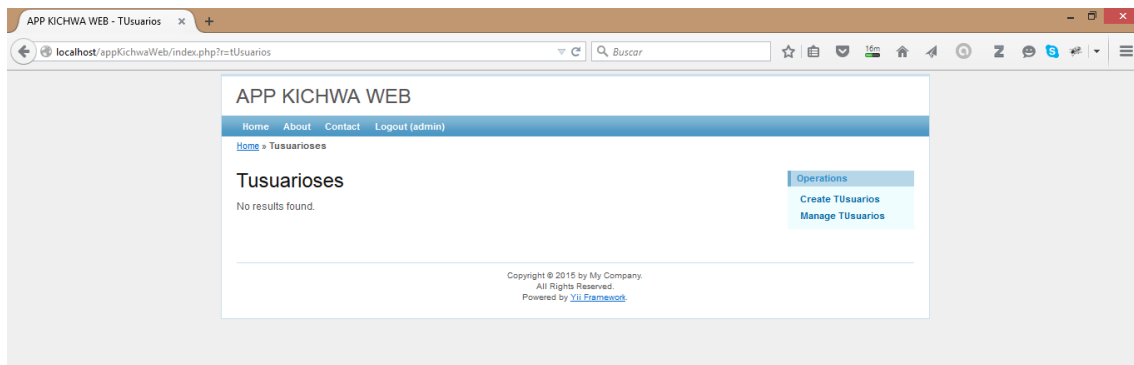 APP KICHWA WEB - TUsuarios
localhost/appKichwaWeb/index.php?r=tUsuarios
Buscar
16m
APP KICHWA WEB
Home About Contact Logout (admin)
Home » Tusuarioses
Tusuarioses
No results found.
Operations
Create TUsuarios
Manage TUsuarios
Copyright © 2015 by My Company.
All Rights Reserved.
Powered by Yii Framework.